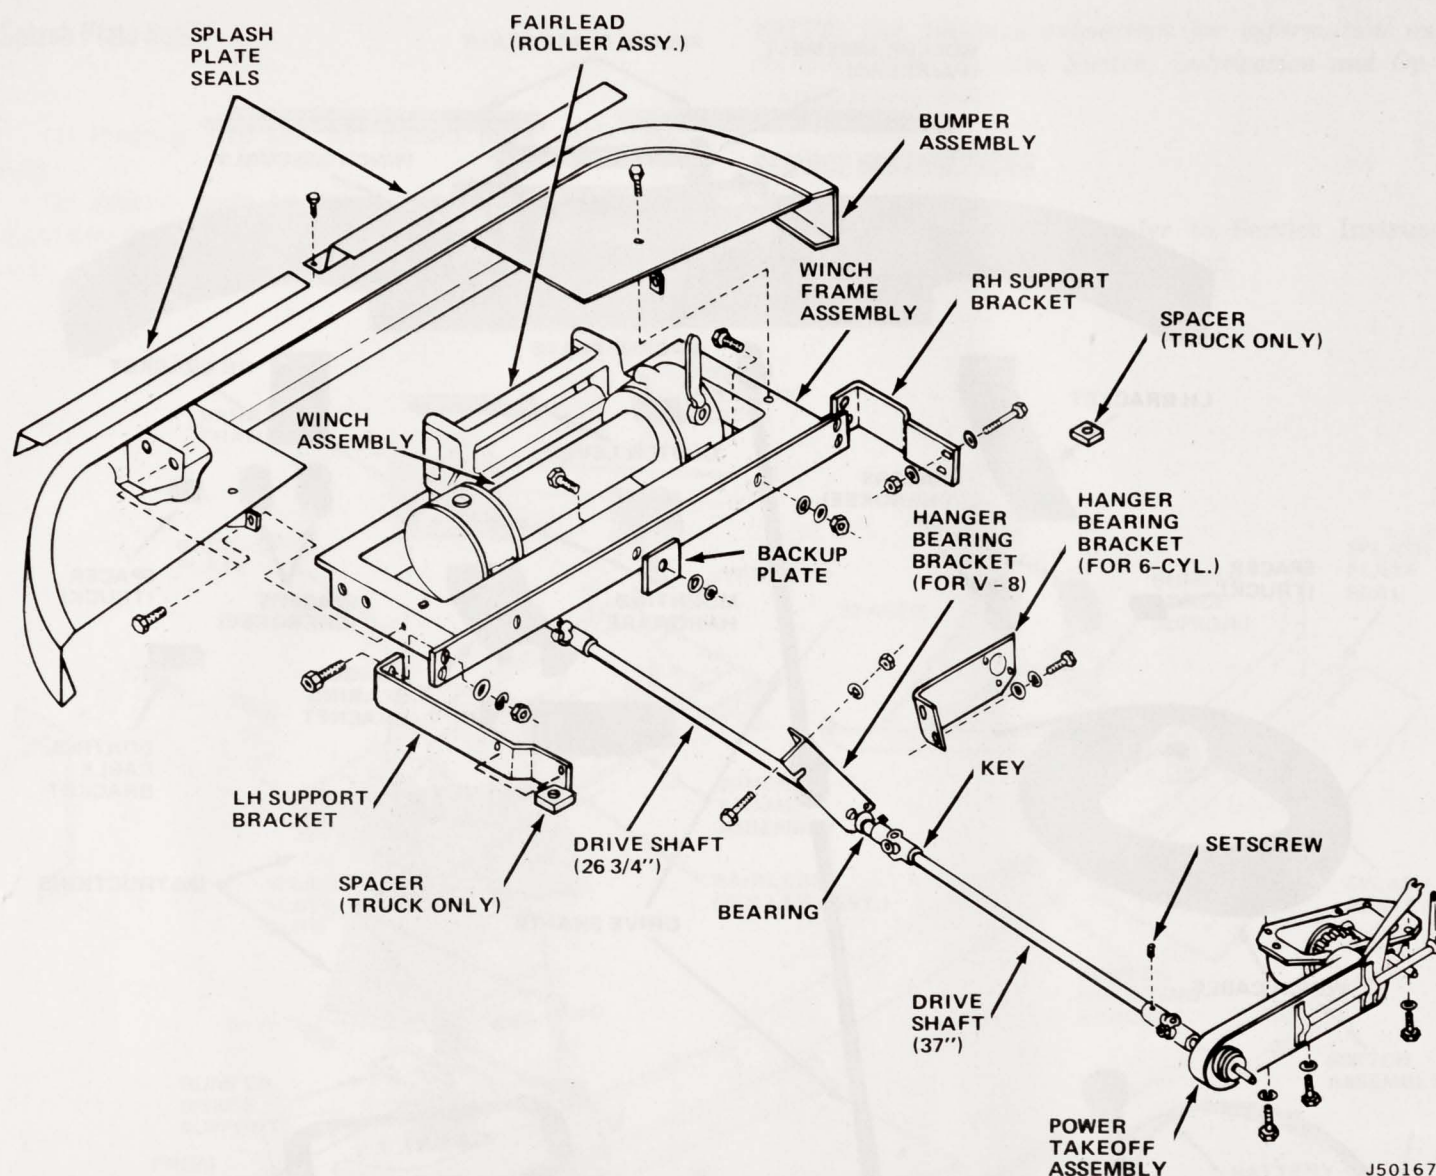 SPLASH
PLATE
SEALS
FAIRLEAD
(ROLLER ASSY.)
BUMPER
ASSEMBLY
WINCH
FRAME
ASSEMBLY
RH SUPPORT
BRACKET
SPACER
(TRUCK ONLY)
WINCH
ASSEMBLY
HANGER
BEARING
BRACKET
(FOR V-8)
HANGER
BEARING
BRACKET
(FOR 6-CYL.)
BACKUP
PLATE
KEY
LH SUPPORT
BRACKET
DRIVE SHAFT
(26 3/4")
SETSCREW
SPACER
(TRUCK ONLY)
BEARING
DRIVE
SHAFT
(37")
POWER
TAKEOFF
ASSEMBLY
J50167